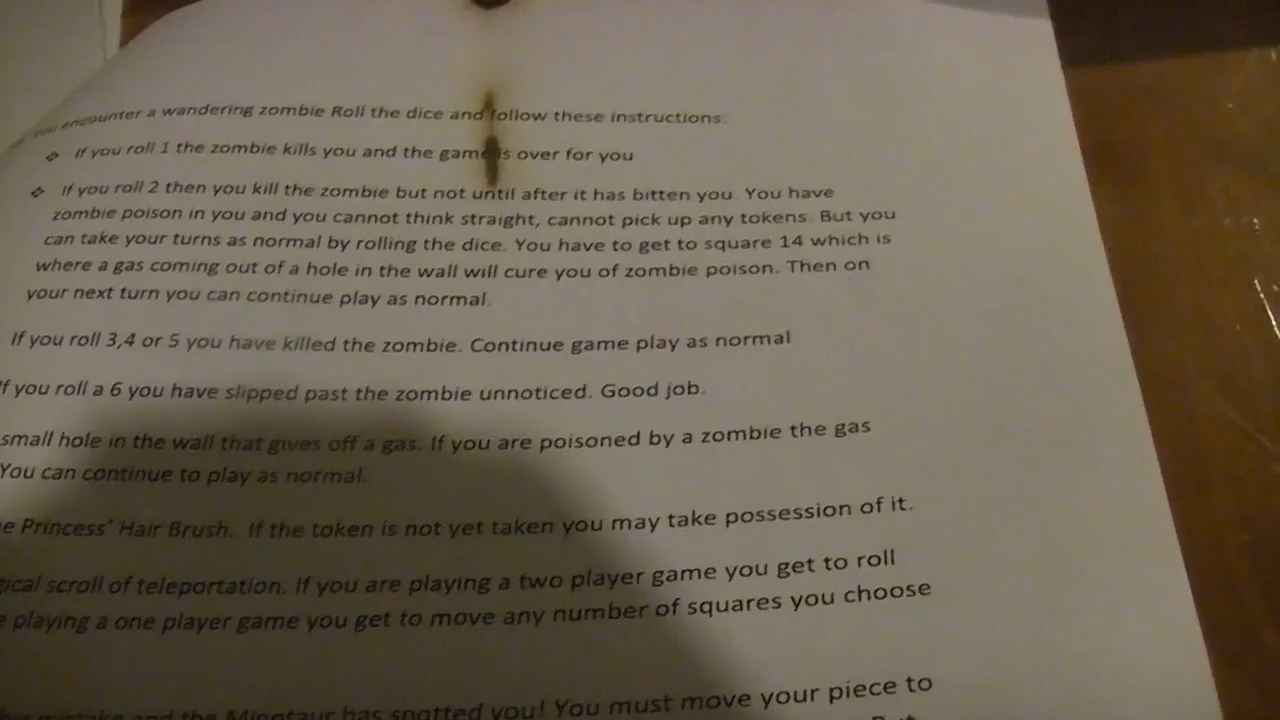 you encounter a wandering zombie Roll the dice and follow these instructions:
If you roll 1 the zombie kills you and the game is over for you
If you roll 2 then you kill the zombie but not until after it has bitten you. You have
zombie poison in you and you cannot think straight, cannot pick up any tokens. But you
can take your turns as normal by rolling the dice. You have to get to square 14 which is
where a gas coming out of a hole in the wall will cure you of zombie poison. Then on
your next turn you can continue play as normal.
If you roll 3,4 or 5 you have killed the zombie. Continue game play as normal
If you roll a 6 you have slipped past the zombie unnoticed. Good job.
small hole in the wall that gives off a gas. If you are poisoned by a zombie the gas
You can continue to play as normal.
Princess' Hair Brush. If the token is not yet taken you may take possession of it.
scroll of teleportation. If you are playing a two player game you get to roll
playing a one player game you get to move any number of squares you choose
and the Minotaur has spotted you! You must move your piece to